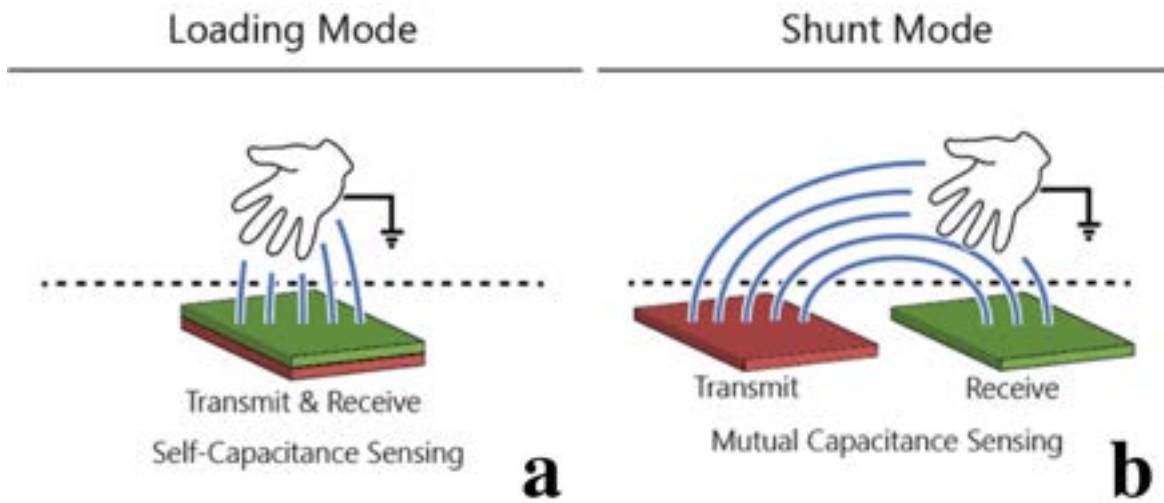 Loading Mode
Shunt Mode
Transmit & Receive
Self-Capacitance Sensing
a
Transmit
Receive
Mutual Capacitance Sensing
b